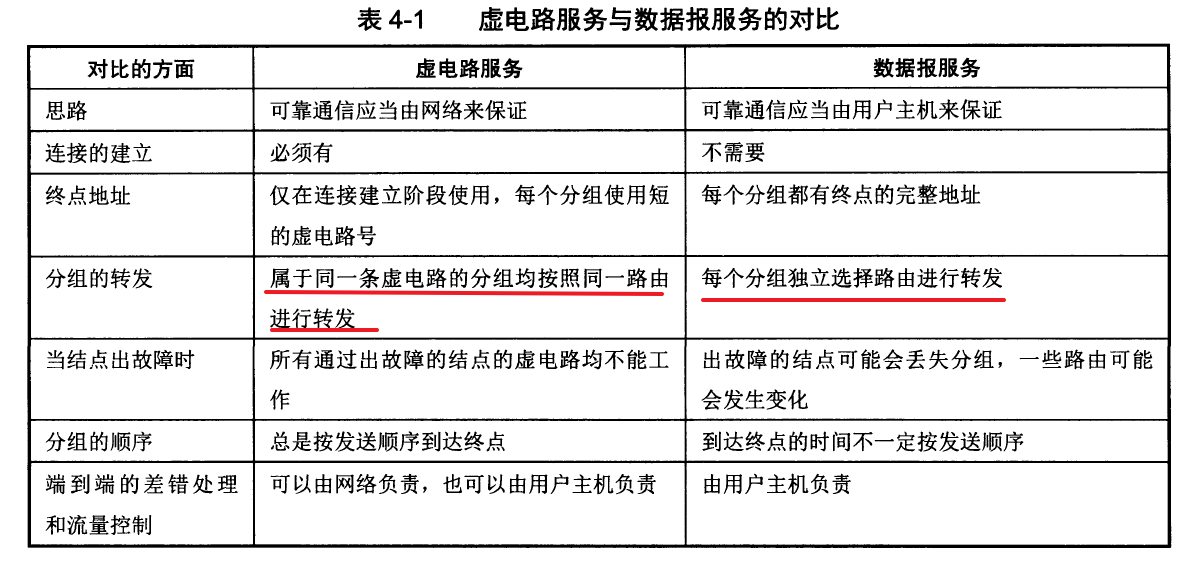 表 4-1 虚电路服务与数据报服务的对比
对比的方面 虚电路服务 数据报服务
思路 可靠通信应当由网络来保证 可靠通信应当由用户主机来保证
连接的建立 必须有 不需要
终点地址 仅在连接建立阶段使用，每个分组使用短 每个分组都有终点的完整地址
的虚电路号
分组的转发 属于同一条虚电路的分组均按照同一路由 每个分组独立选择路由进行转发
进行转发
当结点出故障时 所有通过出故障的结点的虚电路均不能工 出故障的结点可能会丢失分组，一些路由可能
作 会发生变化
分组的顺序 总是按发送顺序到达终点 到达终点的时间不一定按发送顺序
端到端的差错处理 可以由网络负责，也可以由用户主机负责 由用户主机负责
和流量控制